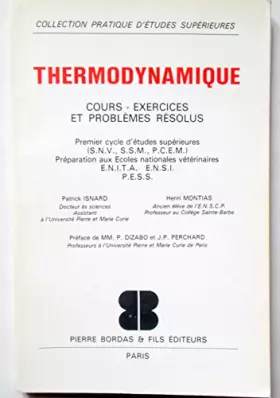 COLLECTION PRATIQUE D'ÉTUDES SUPÉRIEURES
THERMODYNAMIQUE
COURS - EXERCICES
ET PROBLÈMES RÉSOLUS
Premier cycle d'études supérieures
(S.N.V., S.S.M., P.C.E.M.)
Préparation aux Ecoles nationales vétérinaires
E.N.I.T.A. E.N.S.I.
P.E.S.S.
Patrick ISNARD
Docteur ès sciences
Assistant
à l'Université Pierre et Marie Curie
Henri MONTIAS
Ancien élève de l'E.N.S.C.P.
Professeur au Collège Sainte-Barbe
Préface de MM. P. DIZABO et J.P. PERCHARD
Professeurs à l'Université Pierre et Marie Curie de Paris
PIERRE BORDAS & FILS ÉDITEURS
PARIS